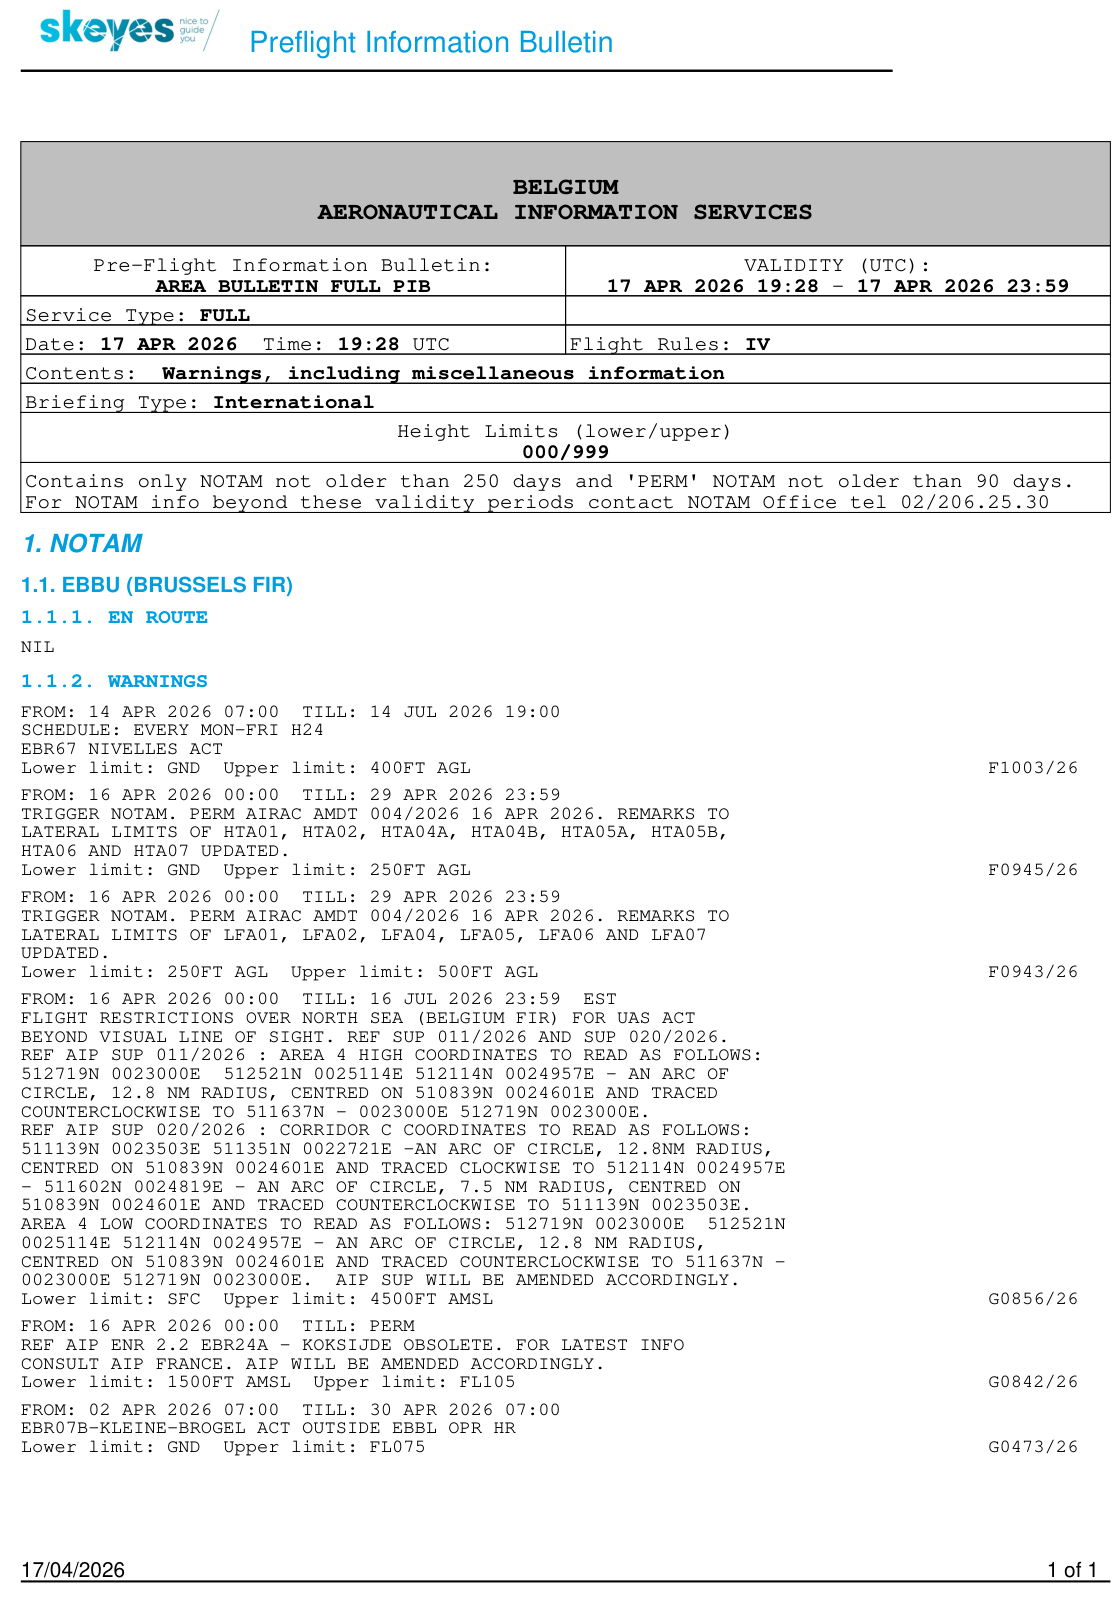 skeyes nice to guide you
Preflight Information Bulletin
BELGIUM
AERONAUTICAL INFORMATION SERVICES
Pre-Flight Information Bulletin:
AREA BULLETIN FULL PIB
VALIDITY (UTC):
17 APR 2026 19:28 - 17 APR 2026 23:59
Service Type: FULL
Date: 17 APR 2026  Time: 19:28 UTC
Flight Rules: IV
Contents:  Warnings, including miscellaneous information
Briefing Type: International
Height Limits (lower/upper)
000/999
Contains only NOTAM not older than 250 days and 'PERM' NOTAM not older than 90 days.
For NOTAM info beyond these validity periods contact NOTAM Office tel 02/206.25.30
1. NOTAM
1.1. EBBU (BRUSSELS FIR)
1.1.1. EN ROUTE
NIL
1.1.2. WARNINGS
FROM: 14 APR 2026 07:00  TILL: 14 JUL 2026 19:00
SCHEDULE: EVERY MON-FRI H24
EBR67 NIVELLES ACT
Lower limit: GND  Upper limit: 400FT AGL F1003/26
FROM: 16 APR 2026 00:00  TILL: 29 APR 2026 23:59
TRIGGER NOTAM. PERM AIRAC AMDT 004/2026 16 APR 2026. REMARKS TO
LATERAL LIMITS OF HTA01, HTA02, HTA04A, HTA04B, HTA05A, HTA05B,
HTA06 AND HTA07 UPDATED.
Lower limit: GND  Upper limit: 250FT AGL F0945/26
FROM: 16 APR 2026 00:00  TILL: 29 APR 2026 23:59
TRIGGER NOTAM. PERM AIRAC AMDT 004/2026 16 APR 2026. REMARKS TO
LATERAL LIMITS OF LFA01, LFA02, LFA04, LFA05, LFA06 AND LFA07
UPDATED.
Lower limit: 250FT AGL  Upper limit: 500FT AGL F0943/26
FROM: 16 APR 2026 00:00  TILL: 16 JUL 2026 23:59  EST
FLIGHT RESTRICTIONS OVER NORTH SEA (BELGIUM FIR) FOR UAS ACT
BEYOND VISUAL LINE OF SIGHT. REF SUP 011/2026 AND SUP 020/2026.
REF AIP SUP 011/2026 : AREA 4 HIGH COORDINATES TO READ AS FOLLOWS:
512719N 0023000E  512521N 0025114E 512114N 0024957E - AN ARC OF
CIRCLE, 12.8 NM RADIUS, CENTRED ON 510839N 0024601E AND TRACED
COUNTERCLOCKWISE TO 511637N - 0023000E 512719N 0023000E.
REF AIP SUP 020/2026 : CORRIDOR C COORDINATES TO READ AS FOLLOWS:
511139N 0023503E 511351N 0022721E -AN ARC OF CIRCLE, 12.8NM RADIUS,
CENTRED ON 510839N 0024601E AND TRACED CLOCKWISE TO 512114N 0024957E
- 511602N 0024819E - AN ARC OF CIRCLE, 7.5 NM RADIUS, CENTRED ON
510839N 0024601E AND TRACED COUNTERCLOCKWISE TO 511139N 0023503E.
AREA 4 LOW COORDINATES TO READ AS FOLLOWS: 512719N 0023000E  512521N
0025114E 512114N 0024957E - AN ARC OF CIRCLE, 12.8 NM RADIUS,
CENTRED ON 510839N 0024601E AND TRACED COUNTERCLOCKWISE TO 511637N -
0023000E 512719N 0023000E.  AIP SUP WILL BE AMENDED ACCORDINGLY.
Lower limit: SFC  Upper limit: 4500FT AMSL G0856/26
FROM: 16 APR 2026 00:00  TILL: PERM
REF AIP ENR 2.2 EBR24A - KOKSIJDE OBSOLETE. FOR LATEST INFO
CONSULT AIP FRANCE. AIP WILL BE AMENDED ACCORDINGLY.
Lower limit: 1500FT AMSL  Upper limit: FL105 G0842/26
FROM: 02 APR 2026 07:00  TILL: 30 APR 2026 07:00
EBR07B-KLEINE-BROGEL ACT OUTSIDE EBBL OPR HR
Lower limit: GND  Upper limit: FL075 G0473/26
17/04/2026 1 of 1